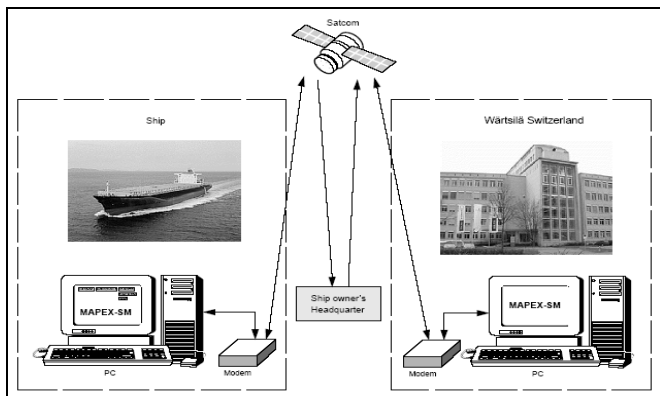 Satcom
Ship
Wärtsilä Switzerland
MAPEX-SM
PC
Modem
Ship owner's
Headquarter
MAPEX-SM
Modem
PC